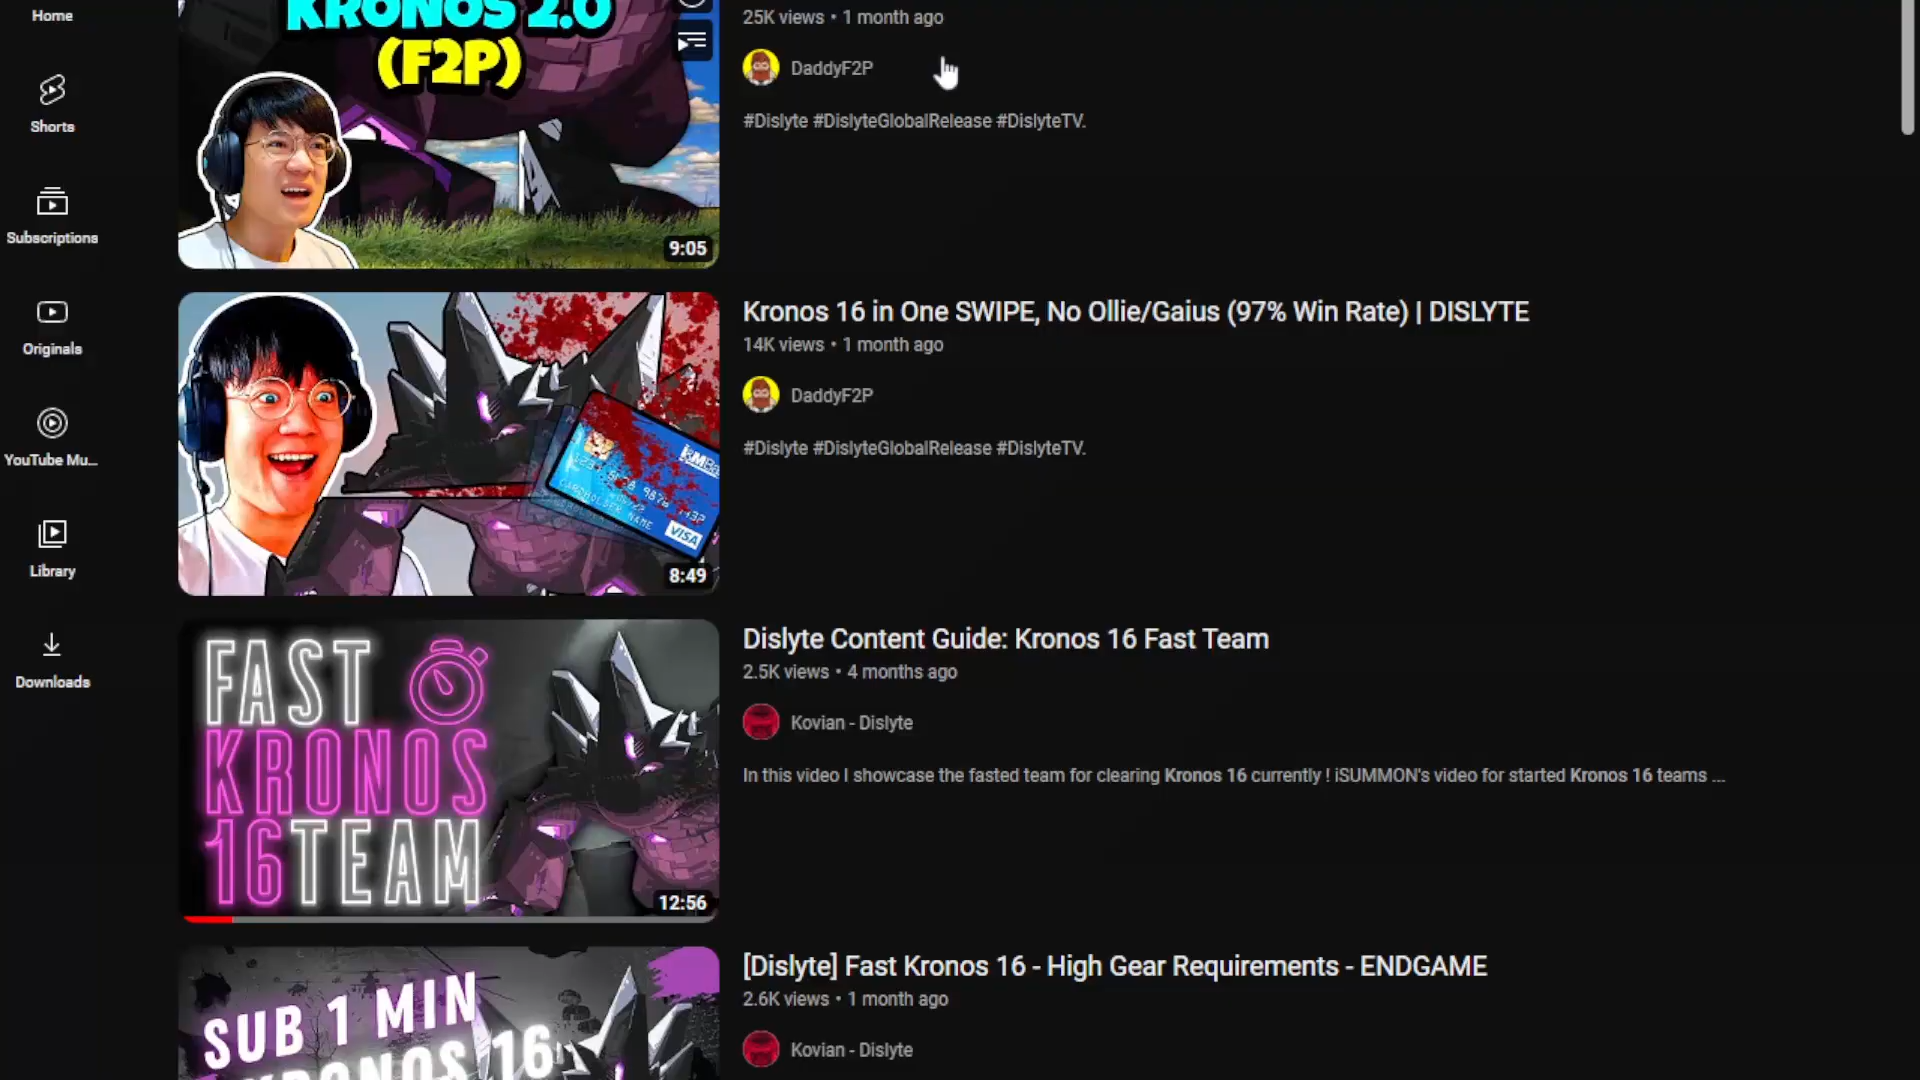 Home
Shorts
Subscriptions
Originals
YouTube Mu...
Library
Downloads
KRONOS 2.0
(F2P)
9:05
25K views • 1 month ago
DaddyF2P
#Dislyte #DislyteGlobalRelease #DislyteTV.
VISA
CARDHOLDER NAME
8:49
Kronos 16 in One SWIPE, No Ollie/Gaius (97% Win Rate) | DISLYTE
14K views • 1 month ago
DaddyF2P
#Dislyte #DislyteGlobalRelease #DislyteTV.
FAST
KRONOS
16TEAM
12:56
Dislyte Content Guide: Kronos 16 Fast Team
2.5K views • 4 months ago
Kovian - Dislyte
In this video I showcase the fasted team for clearing Kronos 16 currently ! iSUMMON's video for started Kronos 16 teams ...
SUB 1 MIN
KRONOS 16
[Dislyte] Fast Kronos 16 - High Gear Requirements - ENDGAME
2.6K views • 1 month ago
Kovian - Dislyte